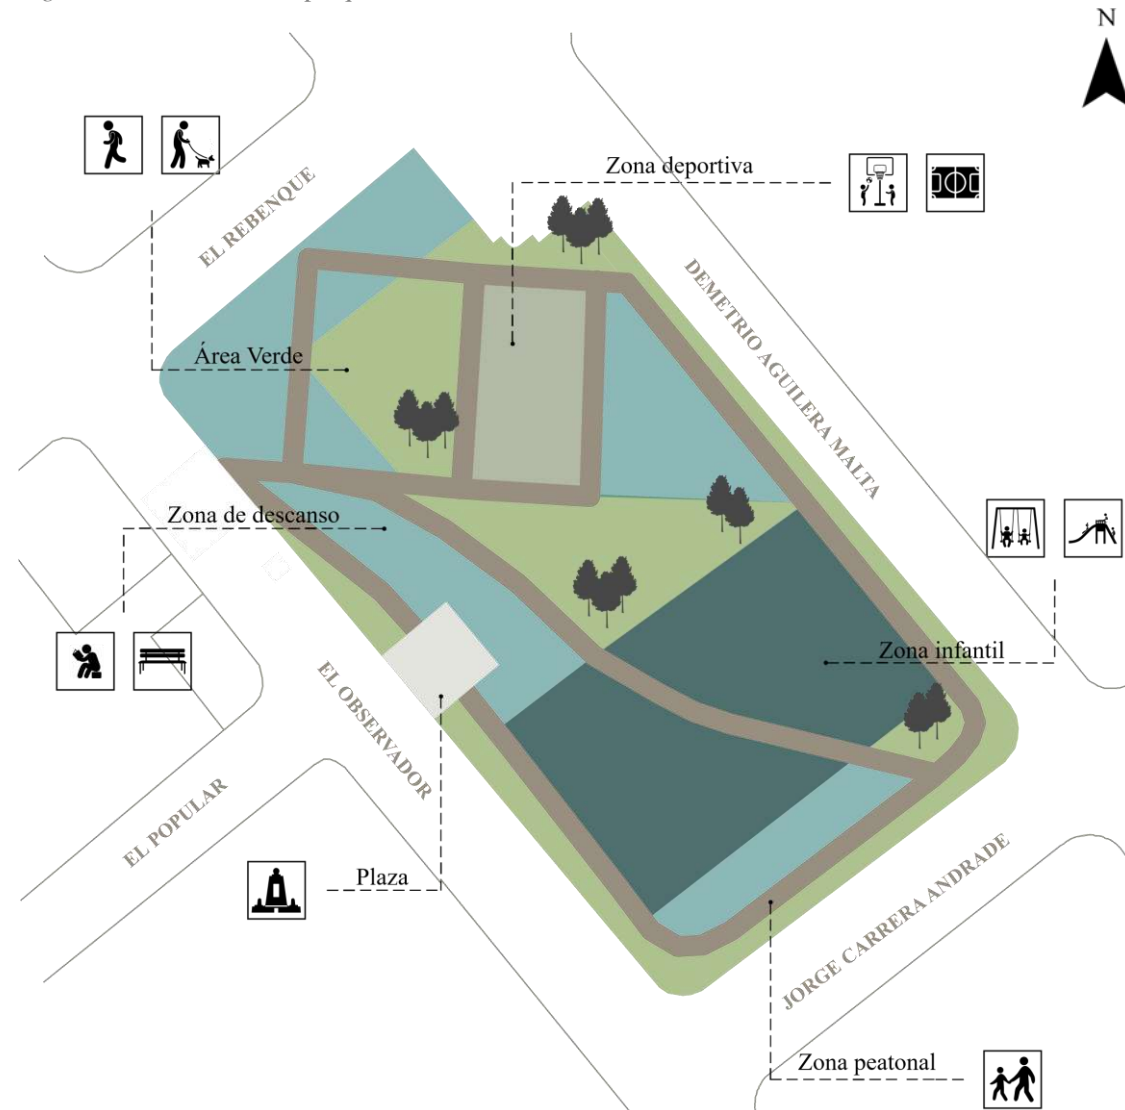 N
Zona deportiva
EL REBENQUE
DEMETRIO AGUILERA MALTA
Área Verde
Zona de descanso
Zona infantil
EL OBSERVADOR
EL POPULAR
Plaza
JORGE CARRERA ANDRADE
Zona peatonal